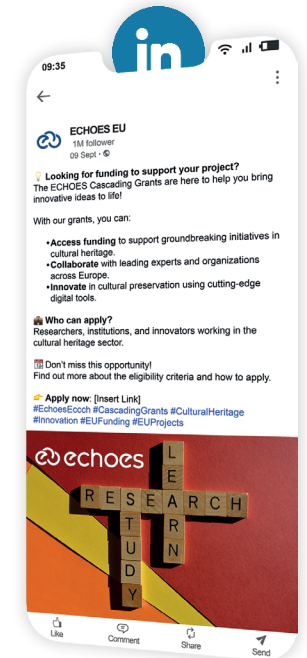 in
09:35
ECHOES EU
1M follower
09 Sept ·
Looking for funding to support your project?
The ECHOES Cascading Grants are here to help you bring
innovative ideas to life!
With our grants, you can:
•Access funding to support groundbreaking initiatives in
cultural heritage.
•Collaborate with leading experts and organizations
across Europe.
•Innovate in cultural preservation using cutting-edge
digital tools.
Who can apply?
Researchers, institutions, and innovators working in the
cultural heritage sector.
Don't miss this opportunity!
Find out more about the eligibility criteria and how to apply.
Apply now: [Insert Link]
#EchoesEccch #CascadingGrants #CulturalHeritage
#Innovation #EUFunding #EUProjects
echoes
LEARN
RESEARCH
STUDY
Like
Comment
Share
Send